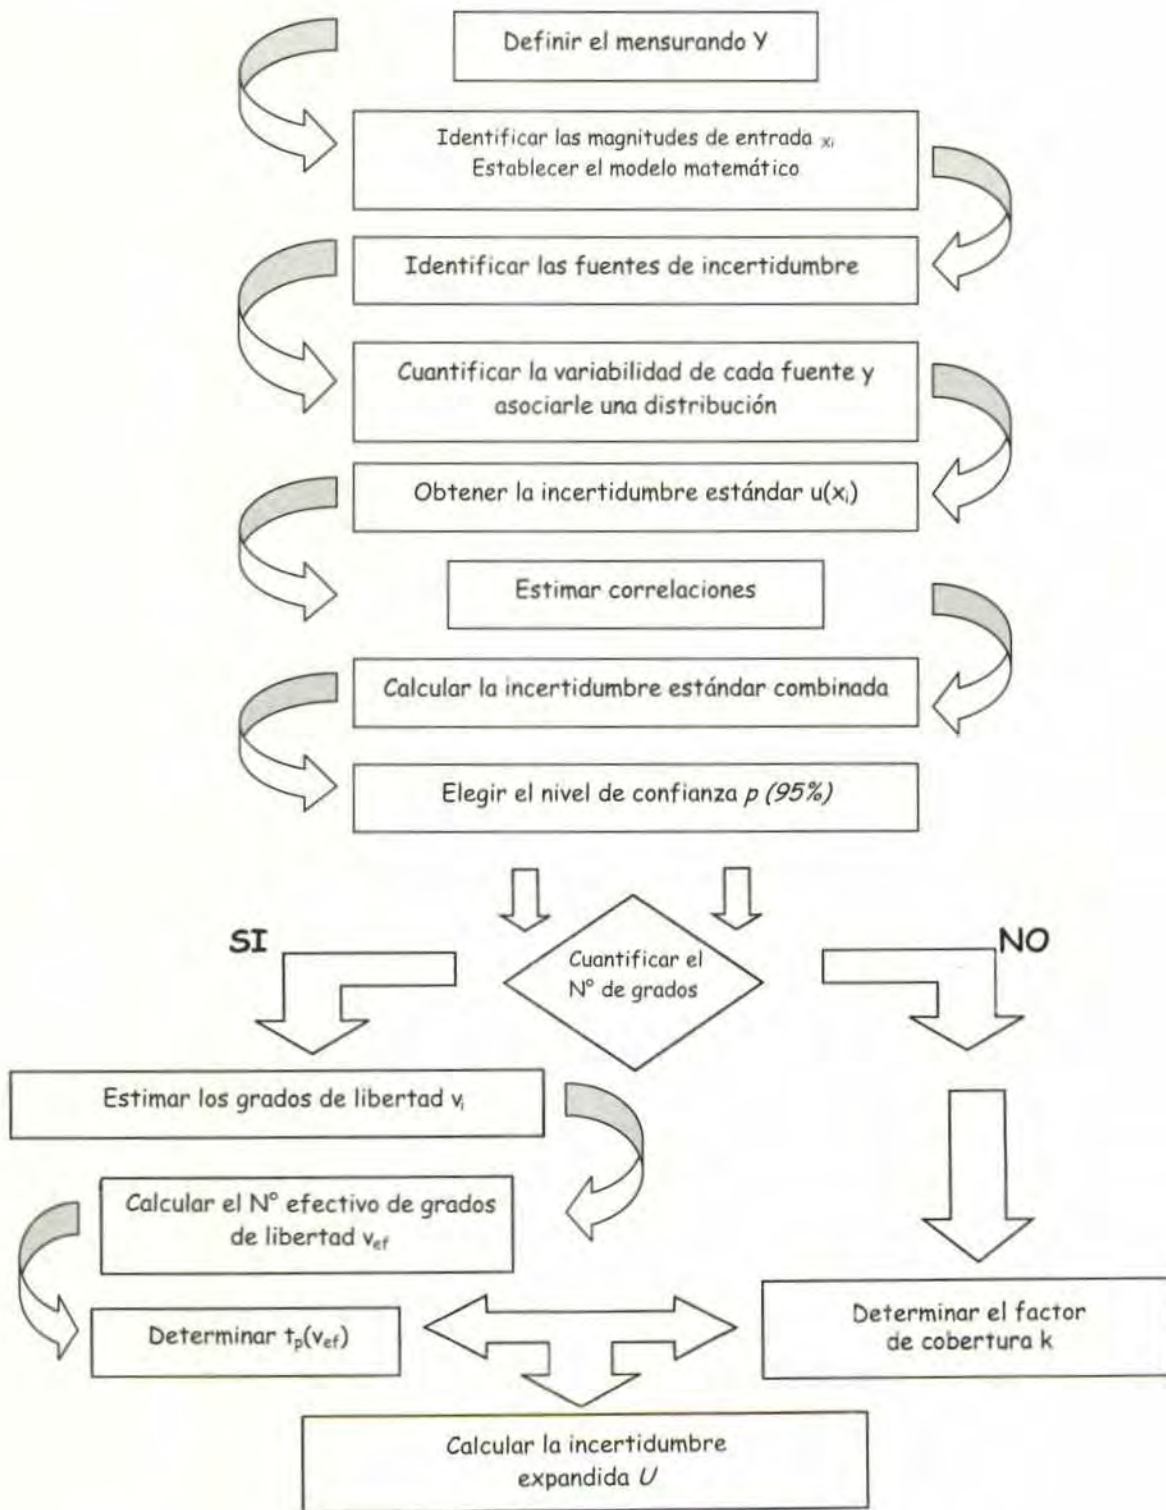 Definir el mensurando Y
Identificar las magnitudes de entrada xi
Establecer el modelo matemático
Identificar las fuentes de incertidumbre
Cuantificar la variabilidad de cada fuente y
asociarle una distribución
Obtener la incertidumbre estándar u(xi)
Estimar correlaciones
Calcular la incertidumbre estándar combinada
Elegir el nivel de confianza p (95%)
SI
Cuantificar el
N° de grados
NO
Estimar los grados de libertad vi
Calcular el N° efectivo de grados
de libertad vef
Determinar tp(vef)
Determinar el factor
de cobertura k
Calcular la incertidumbre
expandida U